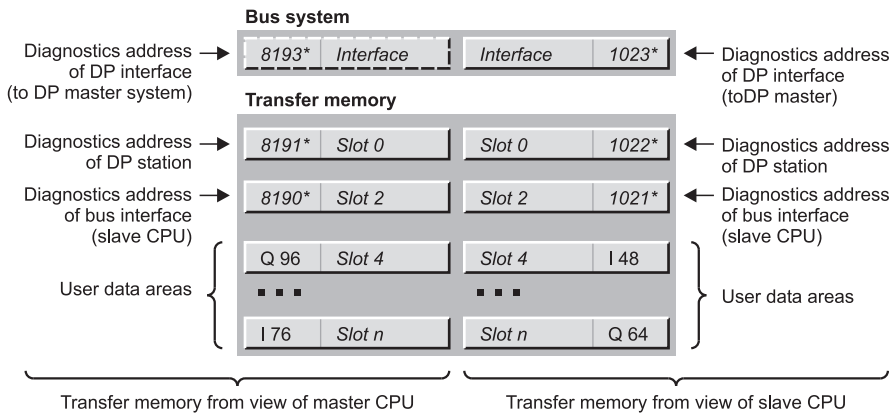 Bus system
Diagnostics address
of DP interface
(to DP master system)
8193* Interface
Interface 1023*
Diagnostics address
of DP interface
(toDP master)
Transfer memory
Diagnostics address
of DP station
8191* Slot 0
Slot 0 1022*
Diagnostics address
of DP station
Diagnostics address
of bus interface
(slave CPU)
8190* Slot 2
Slot 2 1021*
Diagnostics address
of bus interface
(slave CPU)
User data areas
Q 96 Slot 4
Slot 4 I 48
I 76 Slot n
Slot n Q 64
User data areas
Transfer memory from view of master CPU
Transfer memory from view of slave CPU